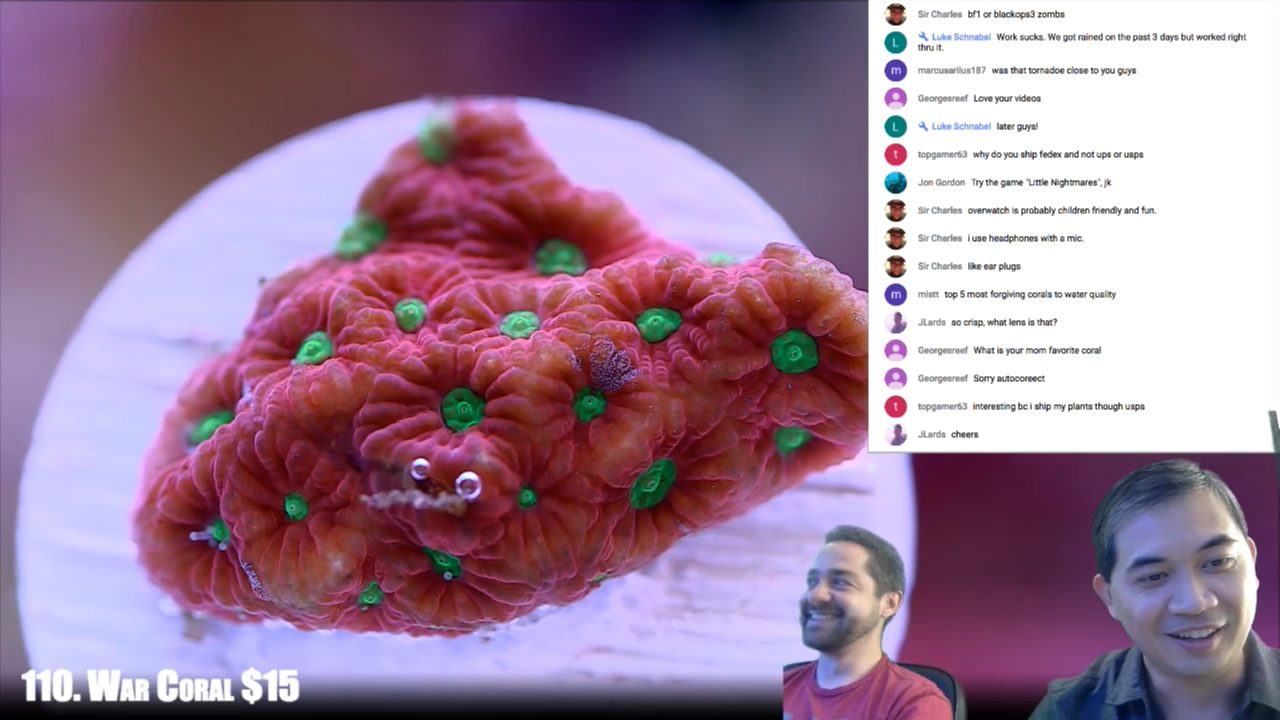 Sir Charles bf1 or blackops3 zombs
L Luke Schnabel Work sucks. We got rained on the past 3 days but worked right
thru it.
m marcusarilus187 was that tornadoe close to you guys
Georgesreef Love your videos
L Luke Schnabel later guys!
t topgamer63 why do you ship fedex and not ups or usps
Jon Gordon Try the game "Little Nightmares", jk
Sir Charles overwatch is probably children friendly and fun.
Sir Charles i use headphones with a mic.
Sir Charles like ear plugs
m mistt top 5 most forgiving corals to water quality
JLards so crisp, what lens is that?
Georgesreef What is your mom favorite coral
Georgesreef Sorry autocoreect
t topgamer63 interesting bc i ship my plants though usps
JLards cheers
110. War Coral $15